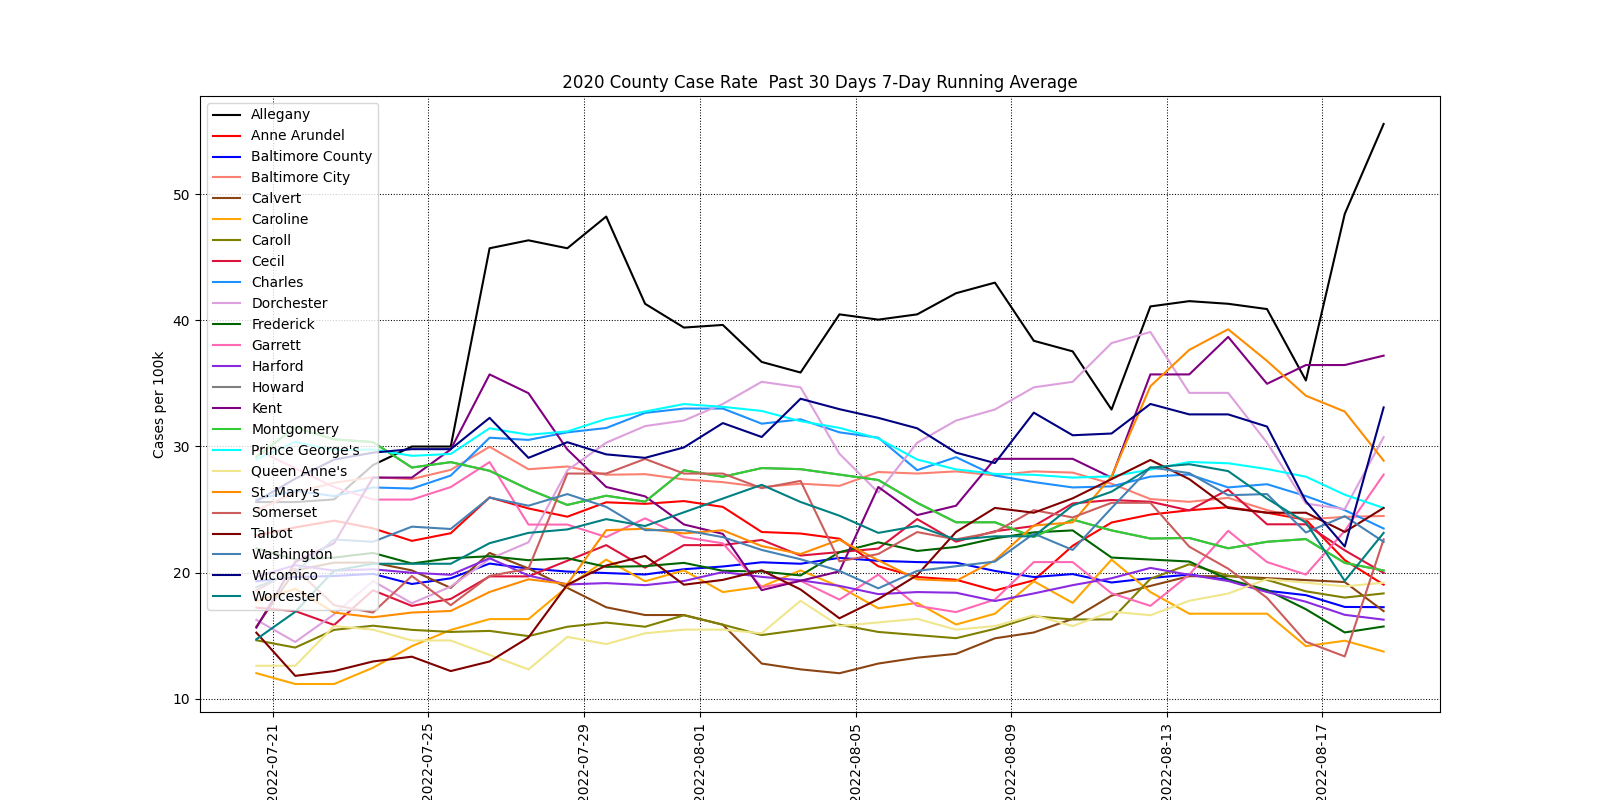 2020 County Case Rate  Past 30 Days 7-Day Running Average
Cases per 100k
50
40
30
20
10
Allegany
Anne Arundel
Baltimore County
Baltimore City
Calvert
Caroline
Caroll
Cecil
Charles
Dorchester
Frederick
Garrett
Harford
Howard
Kent
Montgomery
Prince George's
Queen Anne's
St. Mary's
Somerset
Talbot
Washington
Wicomico
Worcester
2022-07-21
2022-07-25
2022-07-29
2022-08-01
2022-08-05
2022-08-09
2022-08-13
2022-08-17